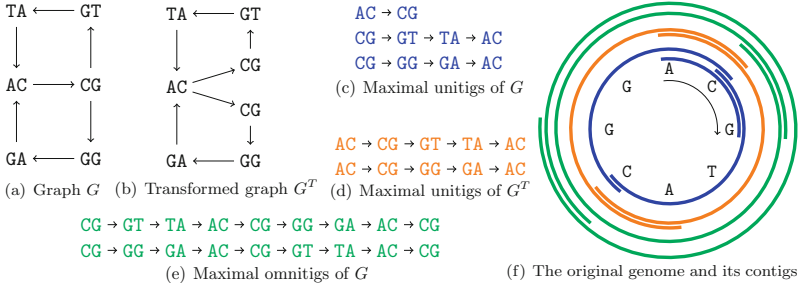 TA ← GT
AC → CG
GA ← GG
(a) Graph G
TA ← GT
CG
AC
CG
GA ← GG
(b) Transformed graph G^T
AC → CG
CG → GT → TA → AC
CG → GG → GA → AC
(c) Maximal unitigs of G
AC → CG → GT → TA → AC
AC → CG → GG → GA → AC
(d) Maximal unitigs of G^T
CG → GT → TA → AC → CG → GG → GA → AC → CG
CG → GG → GA → AC → CG → GT → TA → AC → CG
(e) Maximal omnitigs of G
A
C
G
T
A
C
G
G
(f) The original genome and its contigs